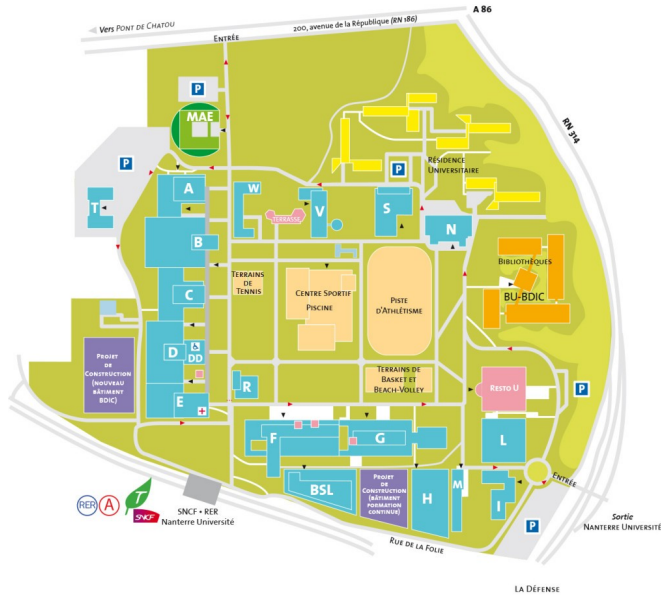 A 86
Vers PONT DE CHATOU
200, avenue de la République (RN 186)
ENTRÉE
P
MAE
RN 314
P
P
RÉSIDENCE
UNIVERSITAIRE
A
W
T
V
S
TERRASSE
N
B
BIBLIOTHÈQUES
TERRAINS
DE
TENNIS
CENTRE SPORTIF
PISCINE
PISTE
D'ATHLÉTISME
BU-BDIC
C
PROJET
DE
CONSTRUCTION
(NOUVEAU
BÂTIMENT
BDIC)
D
DD
TERRAINS DE
BASKET ET
BEACH-VOLLEY
R
RESTO U
P
E
F
G
L
BSL
PROJET
DE
CONSTRUCTION
(BÂTIMENT
FORMATION
CONTINUE)
H
M
I
ENTRÉE
RER
A
T
SNCF
SNCF • RER
Nanterre Université
P
Sortie
NANTERRE UNIVERSITÉ
RUE DE LA FOLIE
LA DÉFENSE